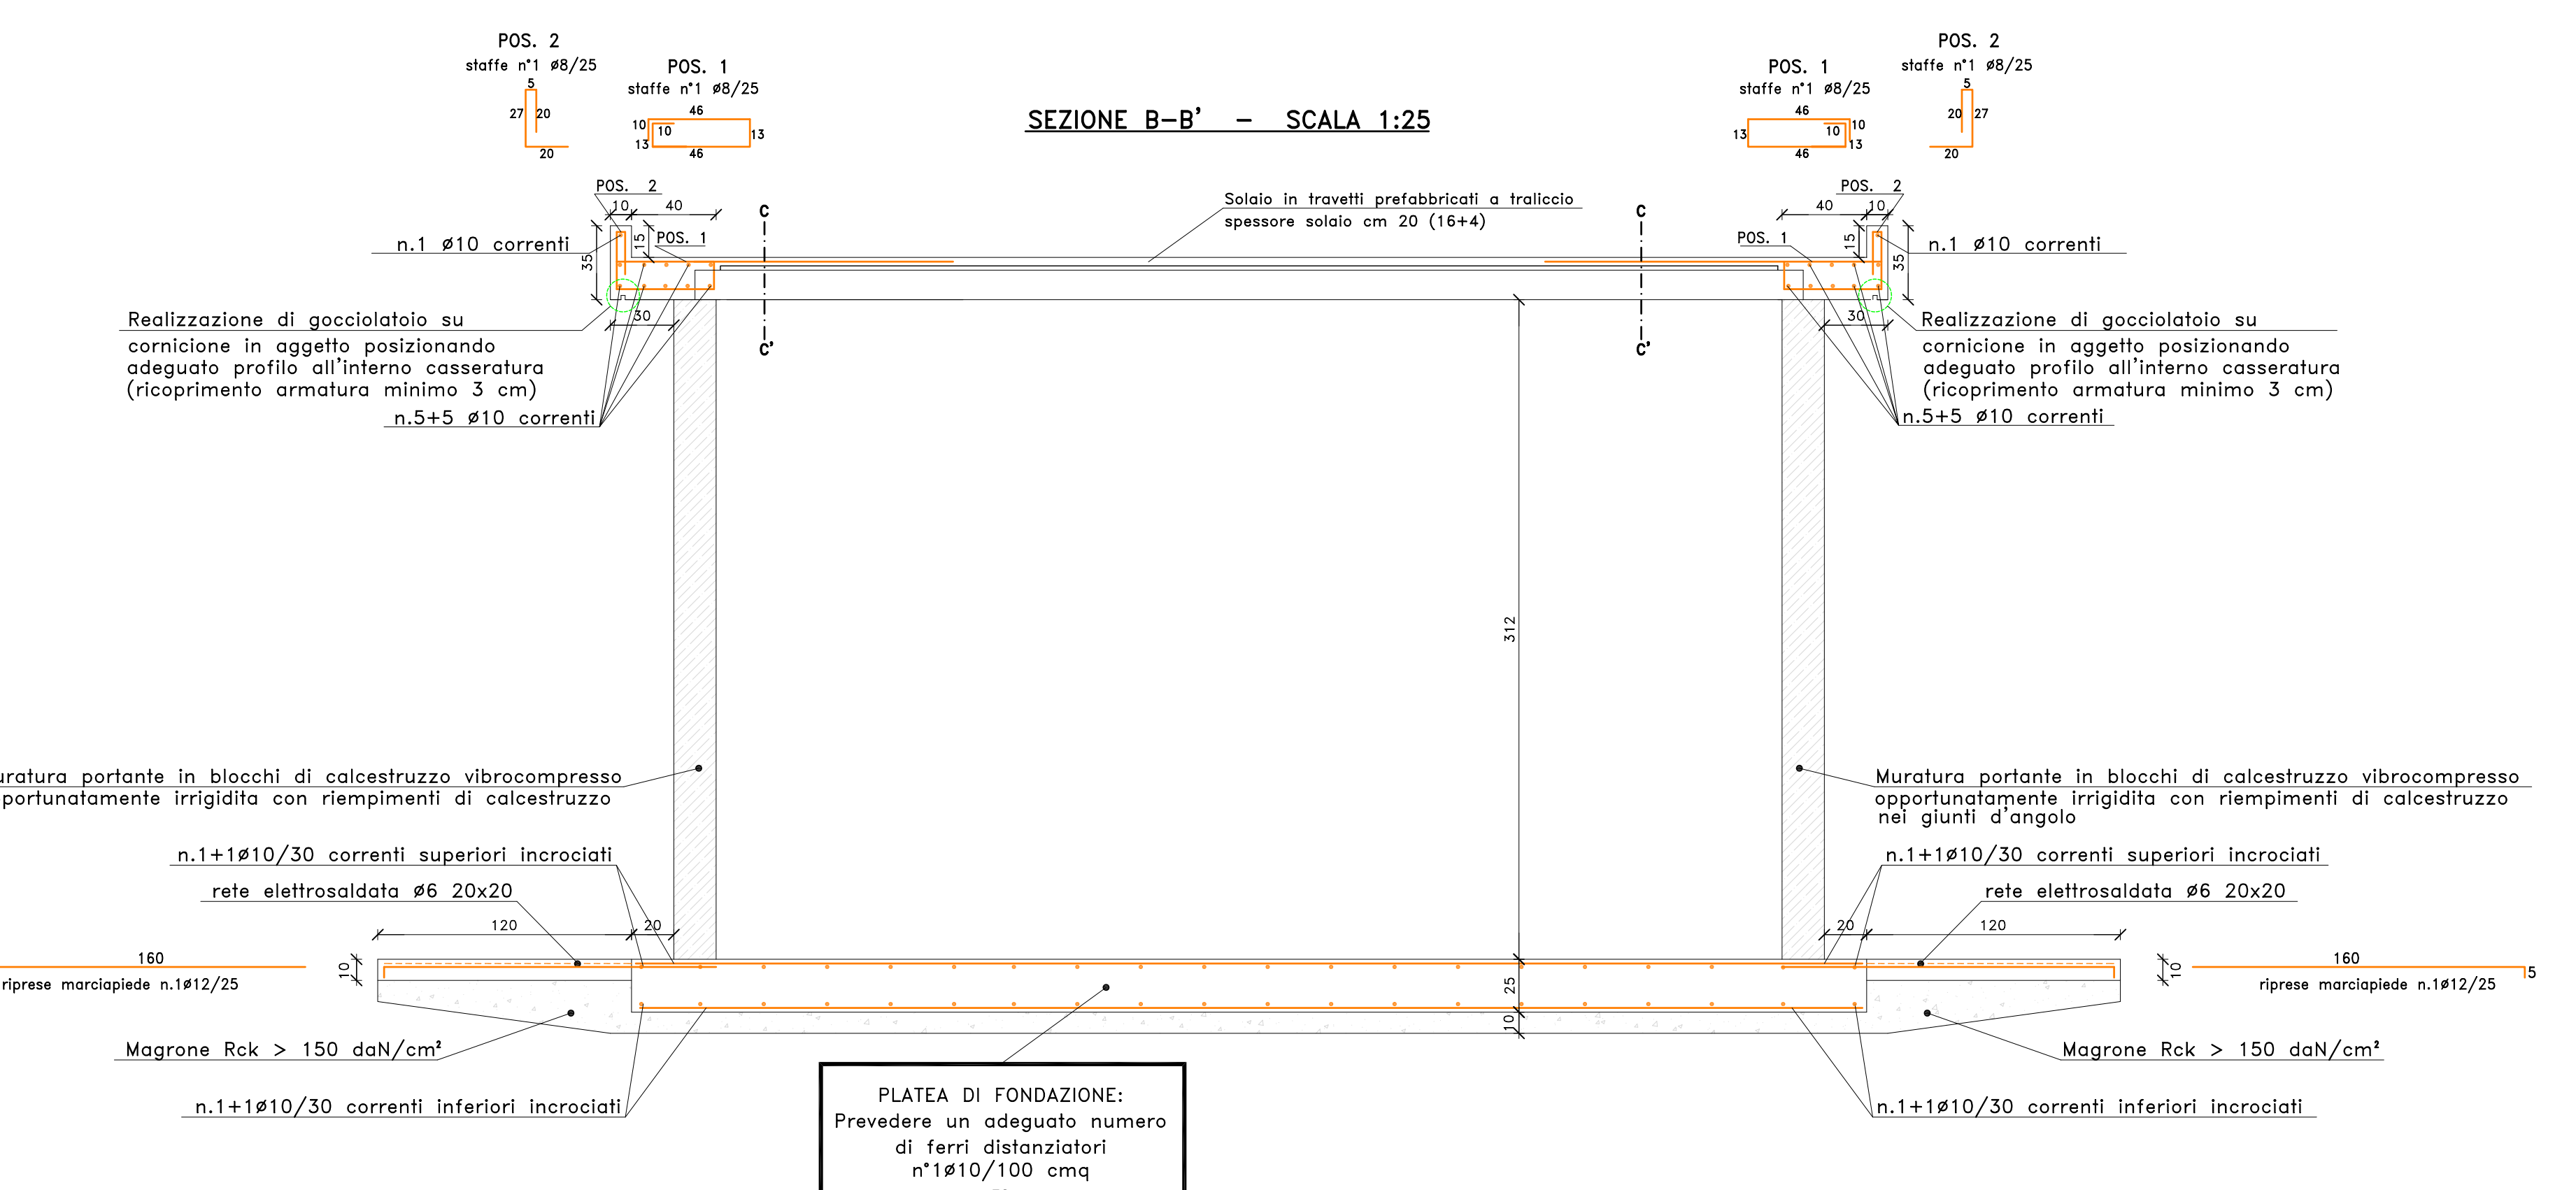 POS. 2
staffe n°1 ø8/25
5
27
20
20
POS. 1
staffe n°1 ø8/25
46
10
10
13
13
46
SEZIONE B-B' - SCALA 1:25
POS. 1
staffe n°1 ø8/25
46
13
10
10
13
46
POS. 2
staffe n°1 ø8/25
5
20
27
20
POS. 2
10
40
15
POS. 1
35
n.1 ø10 correnti
30
C
C'
Solaio in travetti prefabbricati a traliccio
spessore solaio cm 20 (16+4)
C
C'
POS. 2
40
10
15
POS. 1
35
n.1 ø10 correnti
30
Realizzazione di gocciolatoio su
cornicione in aggetto posizionando
adeguato profilo all'interno casseratura
(ricoprimento armatura minimo 3 cm)
n.5+5 ø10 correnti
Realizzazione di gocciolatoio su
cornicione in aggetto posizionando
adeguato profilo all'interno casseratura
(ricoprimento armatura minimo 3 cm)
n.5+5 ø10 correnti
312
uratura portante in blocchi di calcestruzzo vibrocompresso
portunatamente irrigidita con riempimenti di calcestruzzo
Muratura portante in blocchi di calcestruzzo vibrocompresso
opportunatamente irrigidita con riempimenti di calcestruzzo
nei giunti d'angolo
n.1+1ø10/30 correnti superiori incrociati
rete elettrosaldata ø6 20x20
120
20
n.1+1ø10/30 correnti superiori incrociati
rete elettrosaldata ø6 20x20
20
120
160
riprese marciapiede n.1ø12/25
10
25
10
10
160
5
riprese marciapiede n.1ø12/25
Magrone Rck > 150 daN/cm²
Magrone Rck > 150 daN/cm²
n.1+1ø10/30 correnti inferiori incrociati
n.1+1ø10/30 correnti inferiori incrociati
PLATEA DI FONDAZIONE:
Prevedere un adeguato numero
di ferri distanziatori
n°1ø10/100 cmq